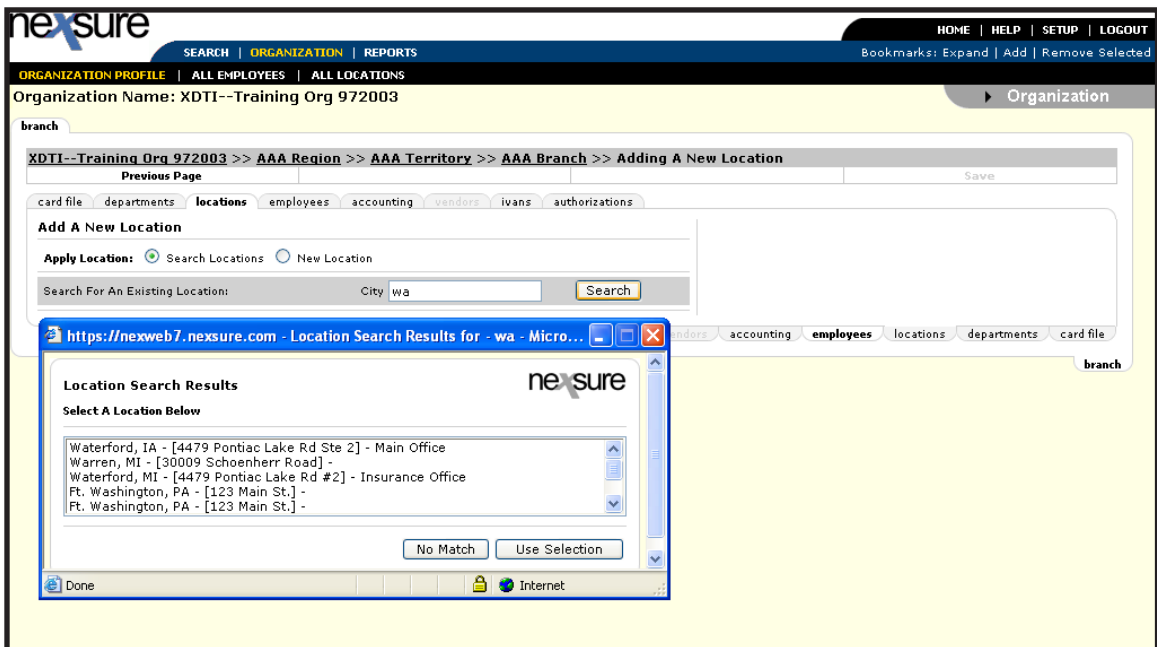 nexsure
HOME | HELP | SETUP | LOGOUT
SEARCH | ORGANIZATION | REPORTS
Bookmarks: Expand | Add | Remove Selected
ORGANIZATION PROFILE | ALL EMPLOYEES | ALL LOCATIONS
Organization Name: XDTI--Training Org 972003
Organization
branch
XDTI--Training Org 972003 >> AAA Region >> AAA Territory >> AAA Branch >> Adding A New Location
Previous Page Save
card file departments locations employees accounting vendors ivans authorizations
Add A New Location
Apply Location: Search Locations New Location
Search For An Existing Location: City wa Search
https://nexweb7.nexsure.com - Location Search Results for - wa - Micro...
accounting employees locations departments card file
branch
nexsure
Location Search Results
Select A Location Below
Waterford, IA - [4479 Pontiac Lake Rd Ste 2] - Main Office
Warren, MI - [30009 Schoenherr Road] -
Waterford, MI - [4479 Pontiac Lake Rd #2] - Insurance Office
Ft. Washington, PA - [123 Main St.] -
Ft. Washington, PA - [123 Main St.] -
No Match Use Selection
Done Internet